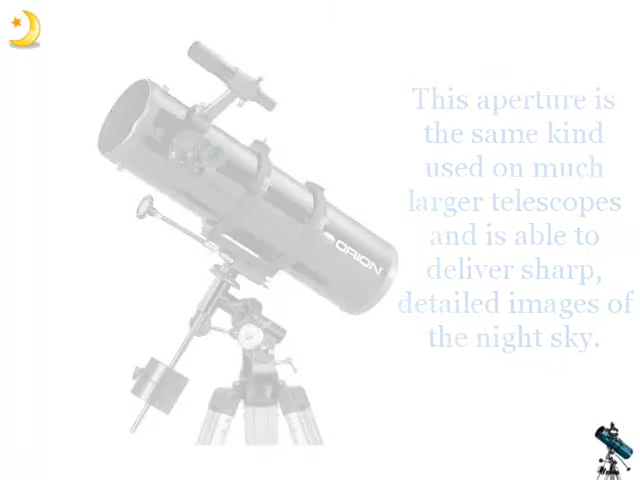 This aperture is
the same kind
used on much
larger telescopes
and is able to
deliver sharp,
detailed images of
the night sky.
ORION